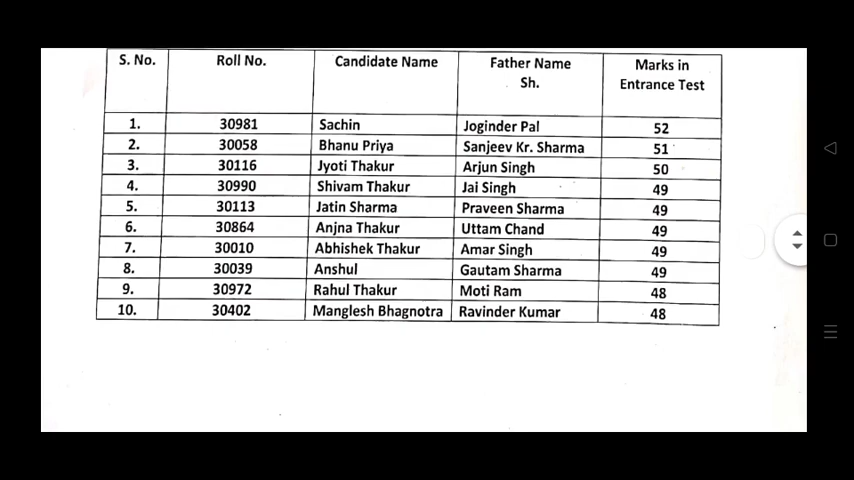 S. No. Roll No. Candidate Name Father Name Sh. Marks in Entrance Test
1. 30981 Sachin Joginder Pal 52
2. 30058 Bhanu Priya Sanjeev Kr. Sharma 51
3. 30116 Jyoti Thakur Arjun Singh 50
4. 30990 Shivam Thakur Jai Singh 49
5. 30113 Jatin Sharma Praveen Sharma 49
6. 30864 Anjna Thakur Uttam Chand 49
7. 30010 Abhishek Thakur Amar Singh 49
8. 30039 Anshul Gautam Sharma 49
9. 30972 Rahul Thakur Moti Ram 48
10. 30402 Manglesh Bhagnotra Ravinder Kumar 48